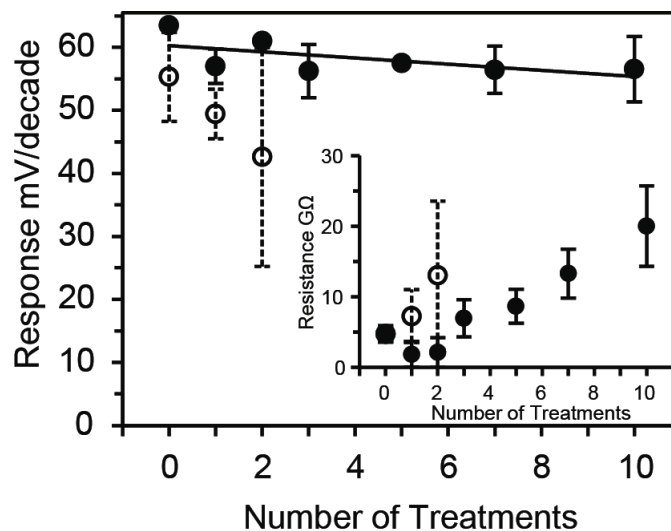 Response mV/decade
60
50
40
30
20
10
0
0 2 4 6 8 10
Number of Treatments
Resistance GΩ
30
20
10
0
0 2 4 6 8 10
Number of Treatments